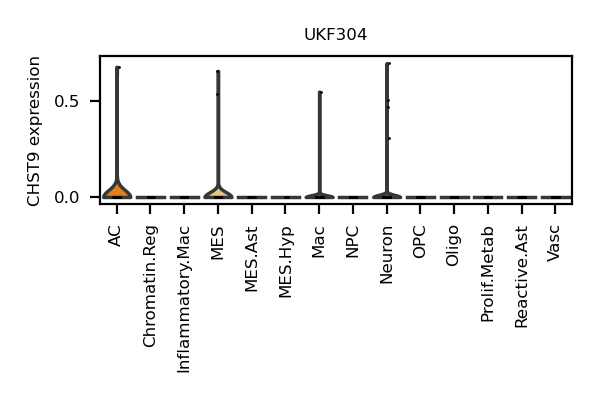 UKF304
CHST9 expression
0.5
0.0
AC
Chromatin.Reg
Inflammatory.Mac
MES
MES.Ast
MES.Hyp
Mac
NPC
Neuron
OPC
Oligo
Prolif.Metab
Reactive.Ast
Vasc